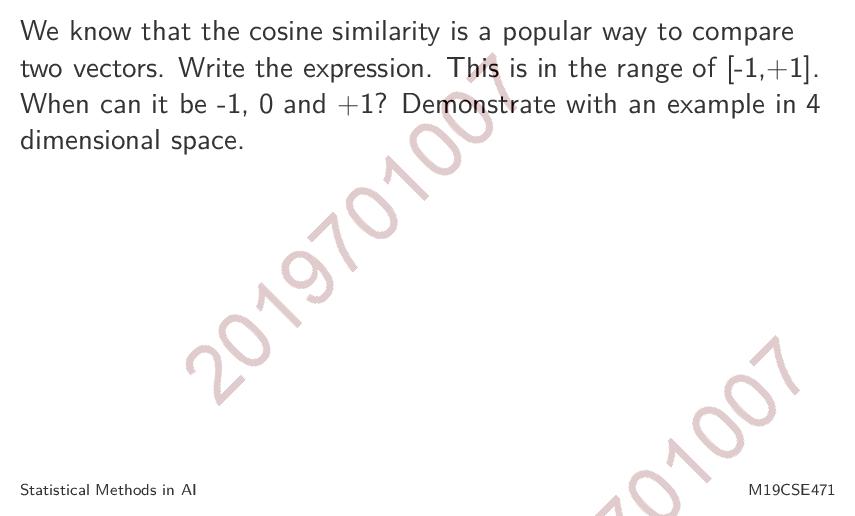 We know that the cosine similarity is a popular way to compare
two vectors. Write the expression. This is in the range of [-1,+1].
When can it be -1, 0 and +1? Demonstrate with an example in 4
dimensional space.
2019701007
701007
Statistical Methods in AI
M19CSE471